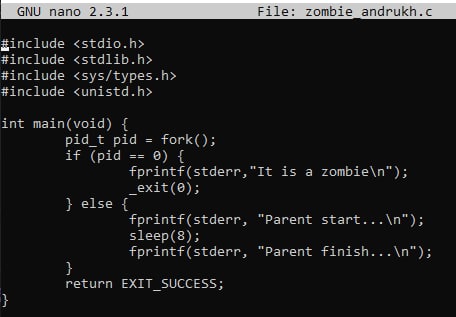 GNU nano 2.3.1 File: zombie_andrukh.c
#include <stdio.h>
#include <stdlib.h>
#include <sys/types.h>
#include <unistd.h>
int main(void) {
pid_t pid = fork();
if (pid == 0) {
fprintf(stderr,"It is a zombie\n");
_exit(0);
} else {
fprintf(stderr, "Parent start...\n");
sleep(8);
fprintf(stderr, "Parent finish...\n");
}
return EXIT_SUCCESS;
}